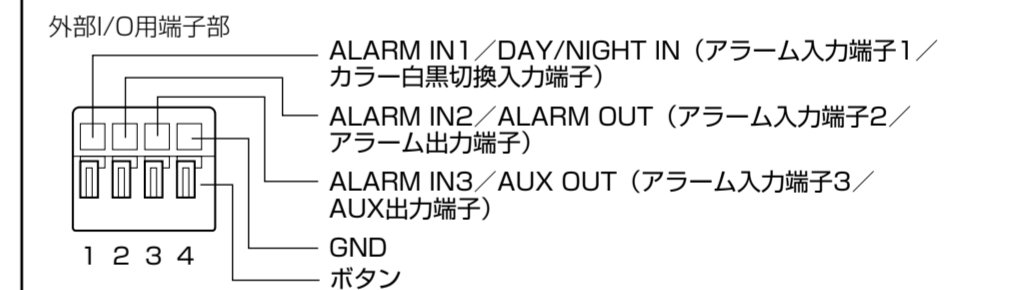 外部I/O用端子部
ALARM IN1／DAY/NIGHT IN（アラーム入力端子1／
カラー白黒切換入力端子）
ALARM IN2／ALARM OUT（アラーム入力端子2／
アラーム出力端子）
ALARM IN3／AUX OUT（アラーム入力端子3／
AUX出力端子）
GND
ボタン
1 2 3 4